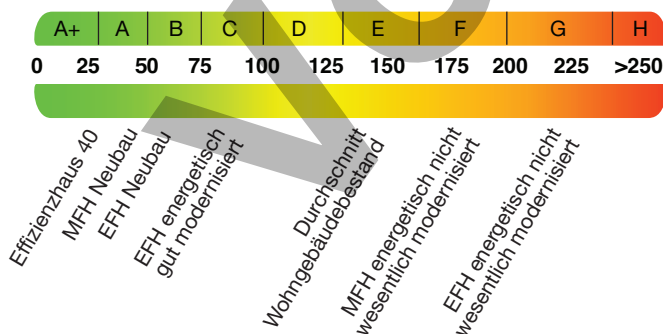 A+ A B C D E F G H
0 25 50 75 100 125 150 175 200 225 >250
Effizienzhaus 40
MFH Neubau
EFH Neubau
EFH energetisch
gut modernisiert
Durchschnitt
Wohngebäudebestand
MFH energetisch nicht
wesentlich modernisiert
EFH energetisch nicht
wesentlich modernisiert